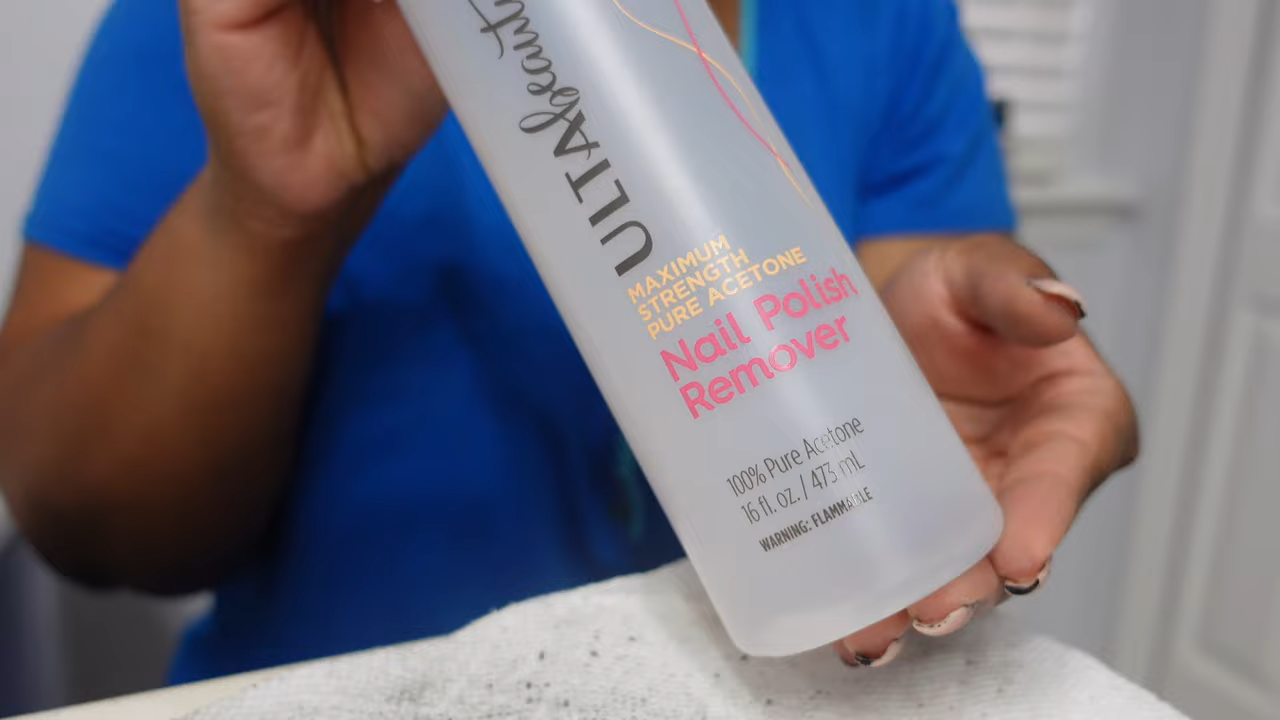 ULTA beauty
MAXIMUM
STRENGTH
PURE ACETONE
Nail Polish
Remover
100% Pure Acetone
16 fl. oz. / 473 mL
WARNING: FLAMMABLE